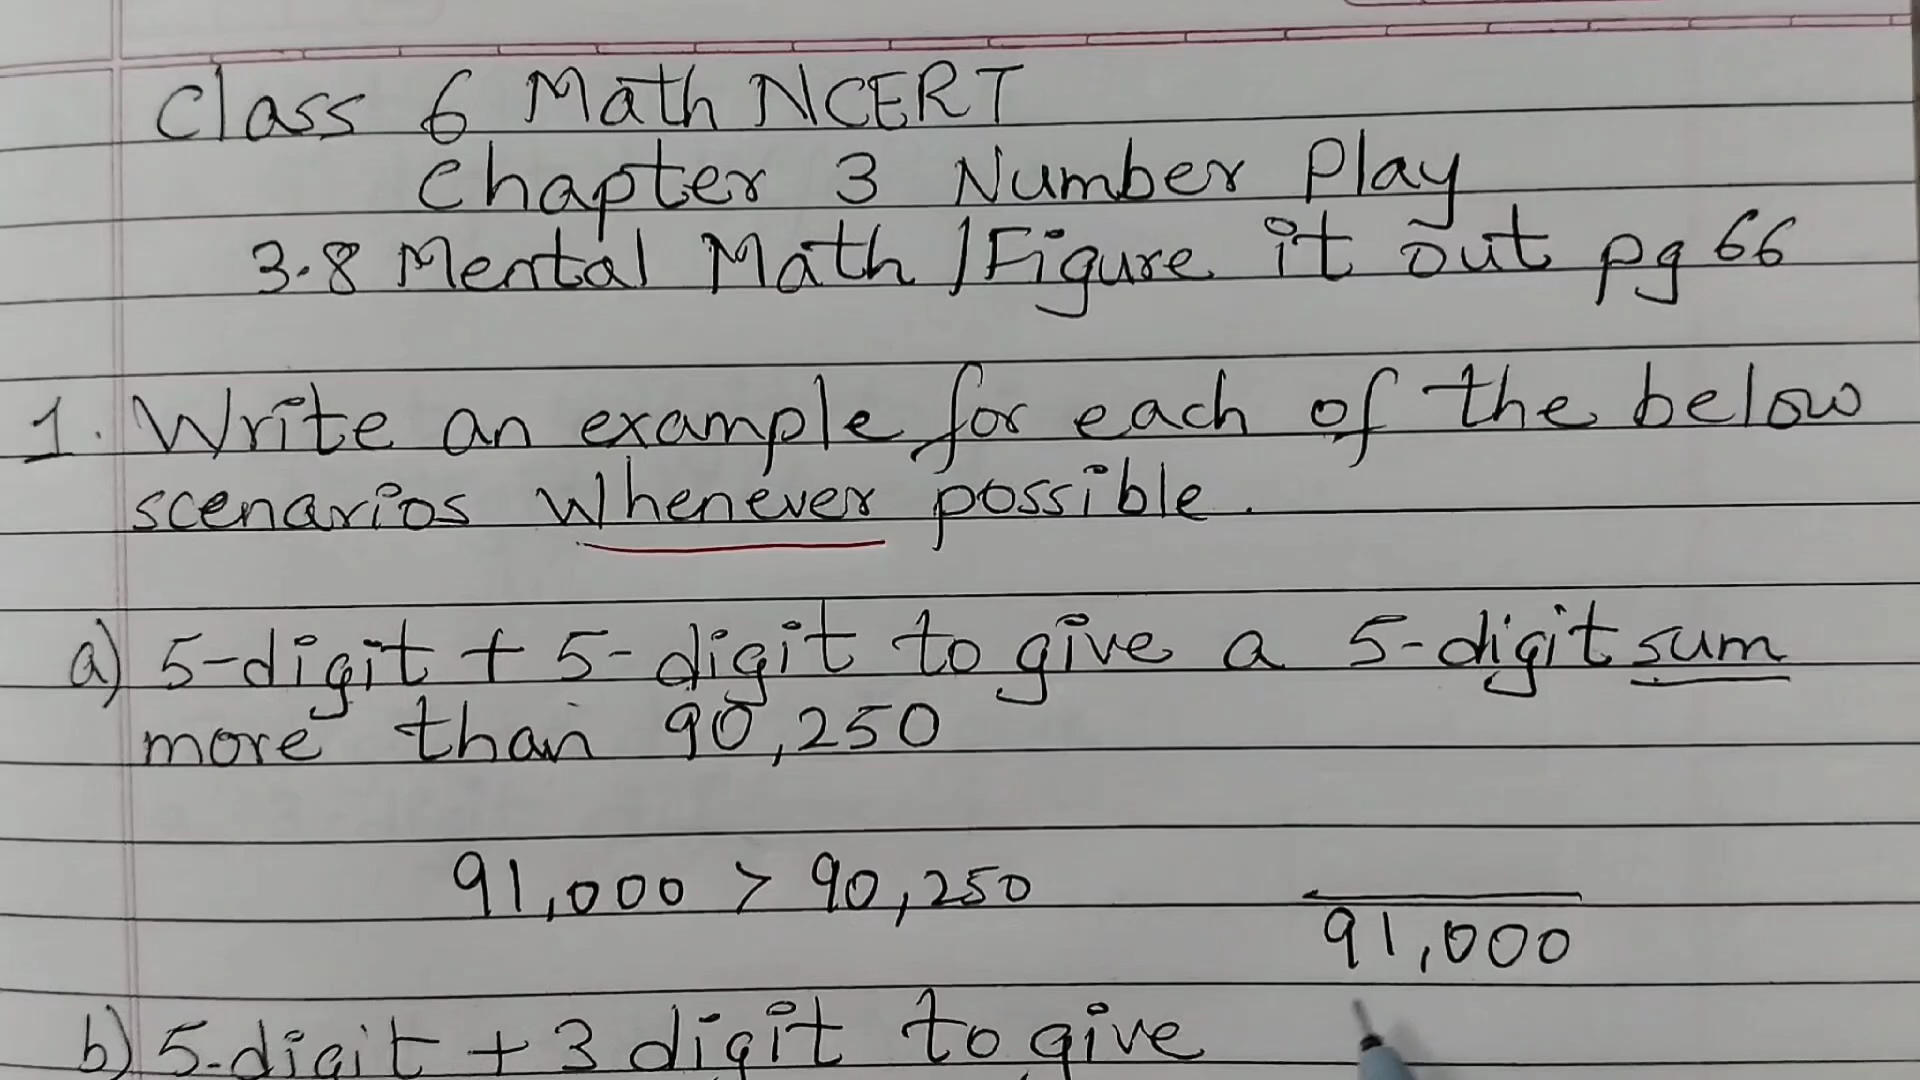 Class 6 Math NCERT
Chapter 3 Number Play
3.8 Mental Math / Figure it out pg 66
1. Write an example for each of the below
scenarios whenever possible.
a) 5-digit + 5-digit to give a 5-digit sum
more than 90,250
91,000 > 90,250
91,000
b) 5-digit + 3 digit to give